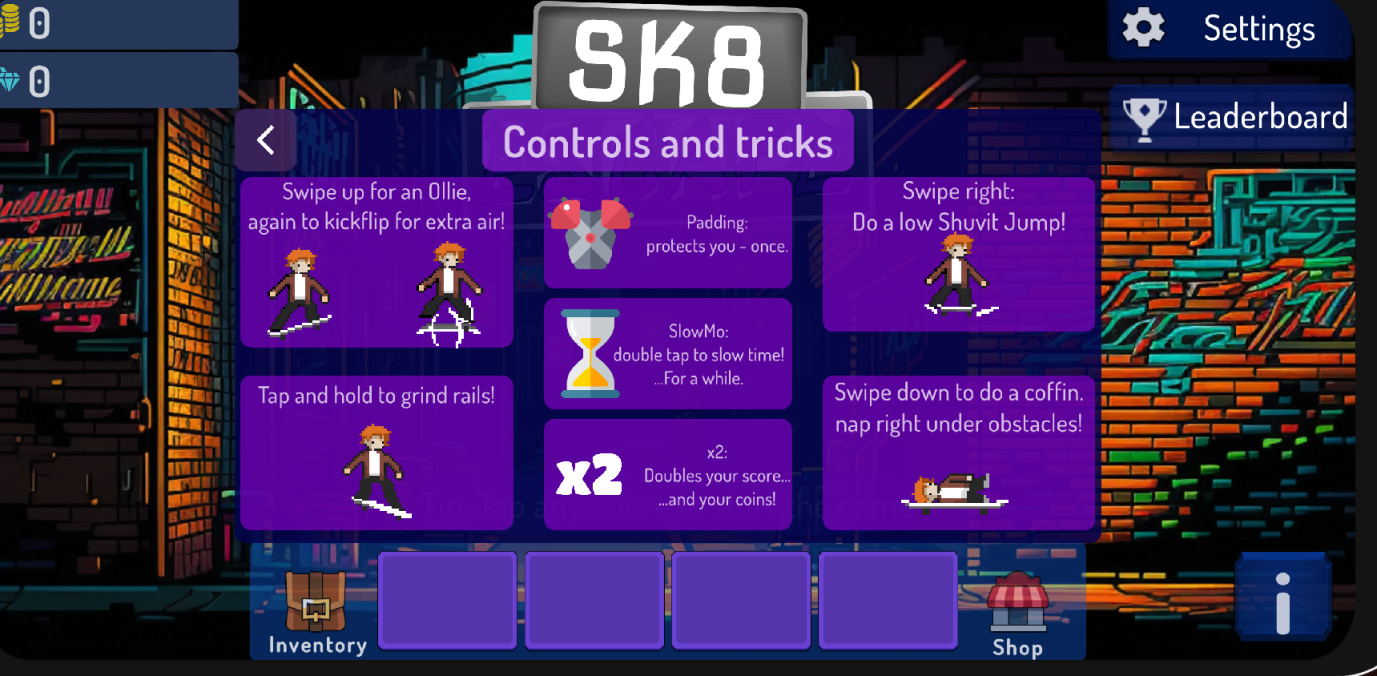 0
0
SK8
Settings
Leaderboard
Controls and tricks
Swipe up for an Ollie,
again to kickflip for extra air!
Padding:
protects you - once.
Swipe right:
Do a low Shuvit Jump!
SlowMo:
double tap to slow time!
...For a while.
Tap and hold to grind rails!
x2
x2:
Doubles your score...
...and your coins!
Swipe down to do a coffin.
nap right under obstacles!
Inventory
Shop
i